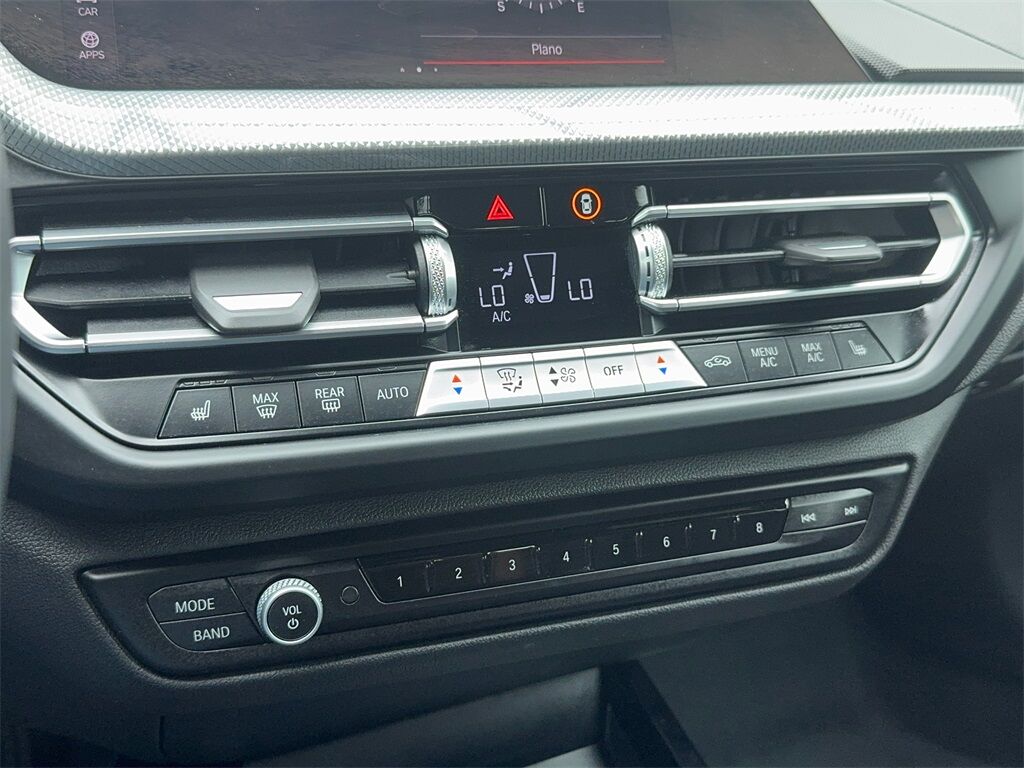 CAR
S E
APPS
Plano
LO LO
A/C
MAX
REAR
AUTO
OFF
MENU
A/C
MAX
A/C
1 2 3 4 5 6 7 8
MODE
VOL
BAND